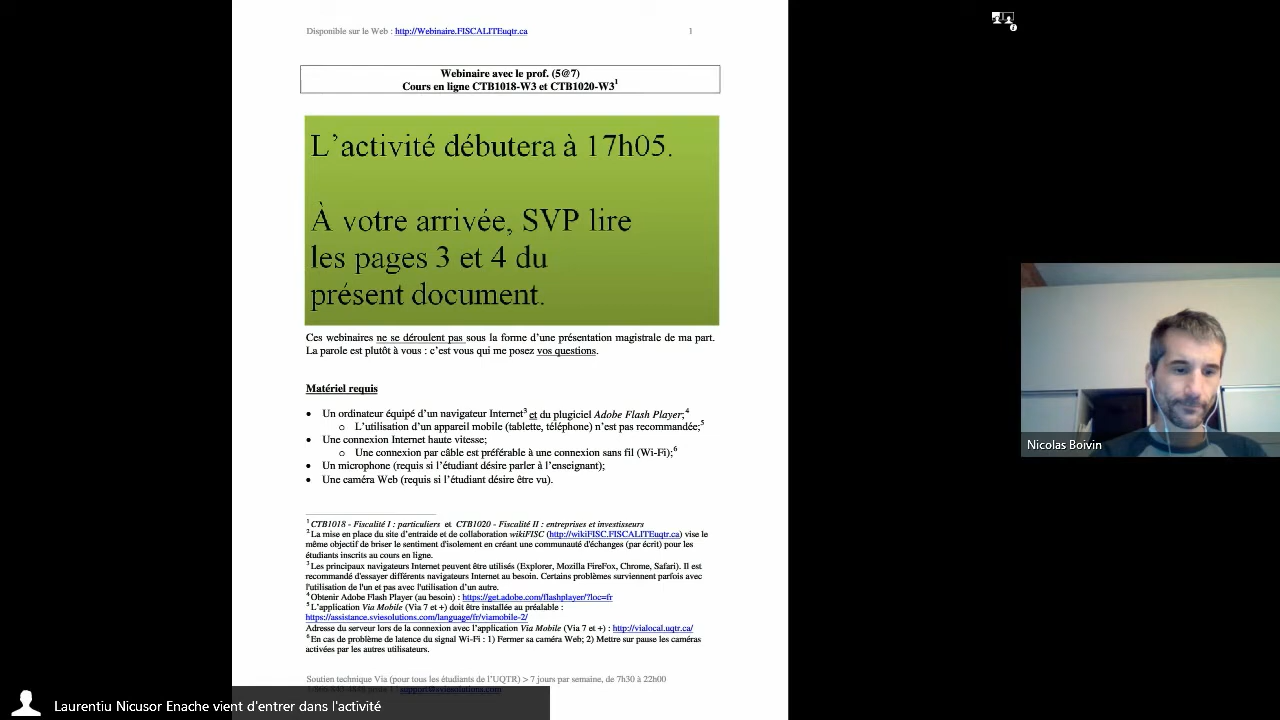 Disponible sur le Web : http://Webinaire.FISCALITEuqtr.ca 1
Webinaire avec le prof. (5@7)
Cours en ligne CTB1018-W3 et CTB1020-W3¹
L’activité débutera à 17h05.
À votre arrivée, SVP lire
les pages 3 et 4 du
présent document.
Ces webinaires ne se déroulent pas sous la forme d’une présentation magistrale de ma part.
La parole est plutôt à vous : c’est vous qui me posez vos questions.
Matériel requis
• Un ordinateur équipé d’un navigateur Internet³ et du plugiciel Adobe Flash Player;⁴
o L’utilisation d’un appareil mobile (tablette, téléphone) n’est pas recommandée;⁵
• Une connexion Internet haute vitesse;
o Une connexion par câble est préférable à une connexion sans fil (Wi-Fi);⁶
• Un microphone (requis si l’étudiant désire parler à l’enseignant);
• Une caméra Web (requis si l’étudiant désire être vu).
¹ CTB1018 - Fiscalité I : particuliers et CTB1020 - Fiscalité II : entreprises et investisseurs
² La mise en place du site d’entraide et de collaboration wikiFISC (http://wikiFISC.FISCALITEuqtr.ca) vise le
même objectif de briser le sentiment d'isolement en créant une communauté d'échanges (par écrit) pour les
étudiants inscrits au cours en ligne.
³ Les principaux navigateurs Internet peuvent être utilisés (Explorer, Mozilla FireFox, Chrome, Safari). Il est
recommandé d'essayer différents navigateurs Internet au besoin. Certains problèmes surviennent parfois avec
l'utilisation de l'un et pas avec l'utilisation d'un autre.
⁴ Obtenir Adobe Flash Player (au besoin) : https://get.adobe.com/flashplayer/?loc=fr
⁵ L’application Via Mobile (Via 7 et +) doit être installée au préalable :
https://assistance.sviesolutions.com/language/fr/viamobile-2/
Adresse du serveur lors de la connexion avec l’application Via Mobile (Via 7 et +) : http://vialocal.uqtr.ca/
⁶ En cas de problème de latence du signal Wi-Fi : 1) Fermer sa caméra Web; 2) Mettre sur pause les caméras
activées par les autres utilisateurs.
Soutien technique Via (pour tous les étudiants de l’UQTR) > 7 jours par semaine, de 7h30 à 22h00
support@sviesolutions.com
Laurentiu Nicusor Enache vient d'entrer dans l'activité
Nicolas Boivin